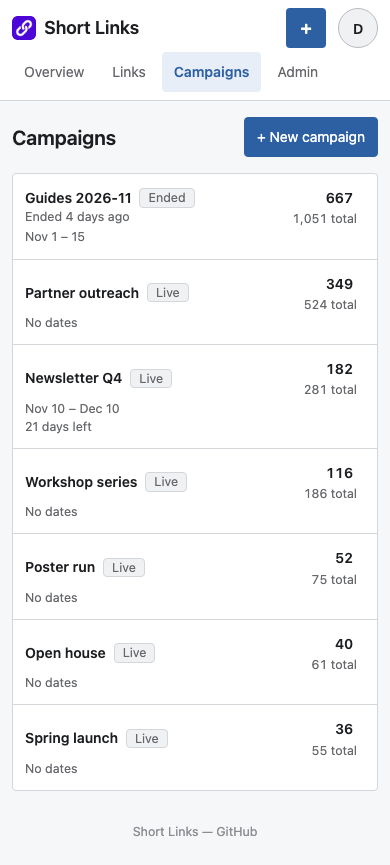 Short Links
+
D
Overview
Links
Campaigns
Admin
Campaigns
+ New campaign
Guides 2026-11 Ended
667
Ended 4 days ago
1,051 total
Nov 1 – 15
Partner outreach Live
349
524 total
No dates
Newsletter Q4 Live
182
281 total
Nov 10 – Dec 10
21 days left
Workshop series Live
116
186 total
No dates
Poster run Live
52
75 total
No dates
Open house Live
40
61 total
No dates
Spring launch Live
36
55 total
No dates
Short Links — GitHub